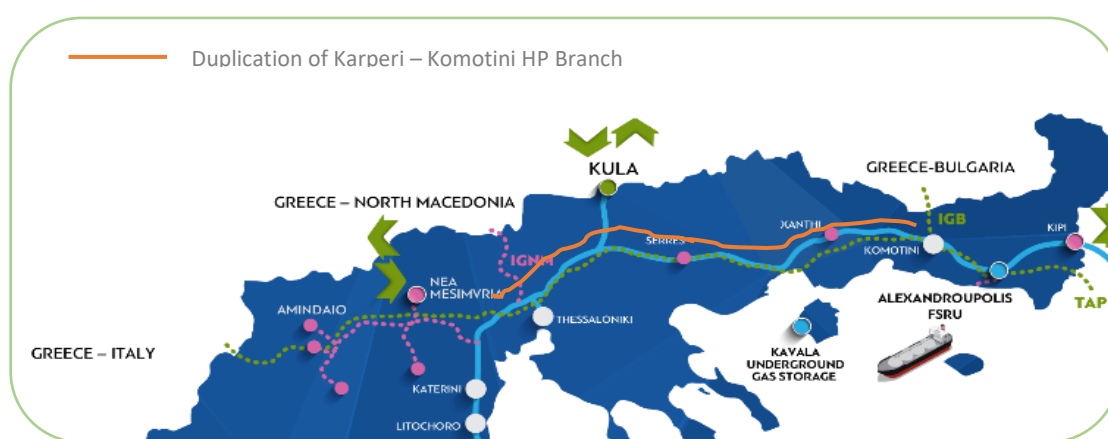 Duplication of Karperi – Komotini HP Branch
KULA
GREECE-BULGARIA
GREECE – NORTH MACEDONIA
IGB
XANTHI
KIPI
SERRES
KOMOTINI
IGNM
NEA
MESIMVRIA
TAP
ALEXANDROUPOLIS
FSRU
AMINDAIO
THESSALONIKI
GREECE – ITALY
KAVALA
UNDERGROUND
GAS STORAGE
KATERINI
LITOCHORO